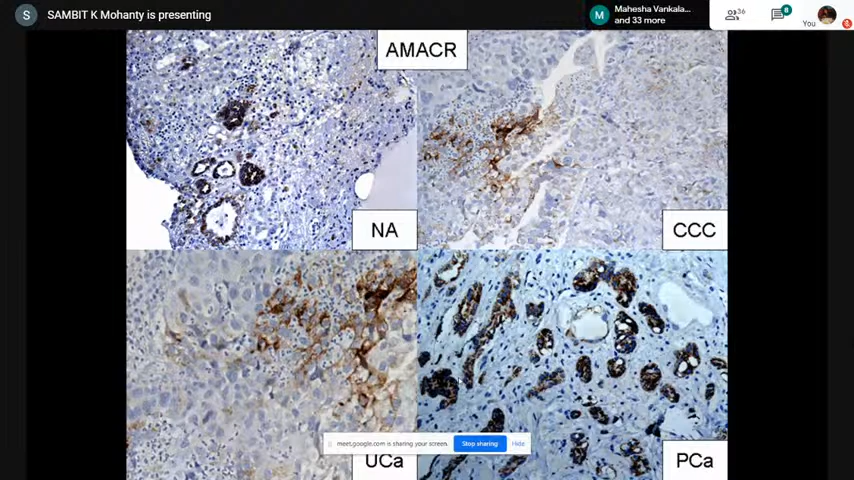 S SAMBIT K Mohanty is presenting
M Mahesha Vankala...
and 33 more
36
8
You
AMACR
NA
CCC
meet.google.com is sharing your screen.
Stop sharing
Hide
UCa
PCa